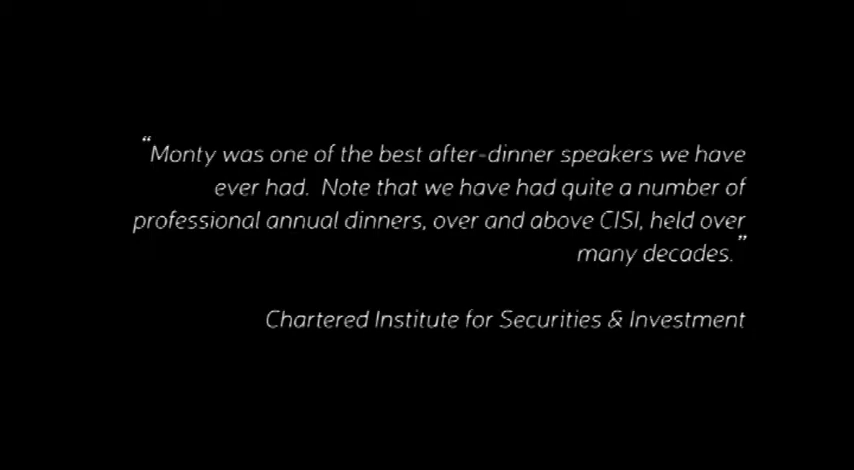 “Monty was one of the best after-dinner speakers we have
ever had.  Note that we have had quite a number of
professional annual dinners, over and above CISI, held over
many decades.”
Chartered Institute for Securities & Investment